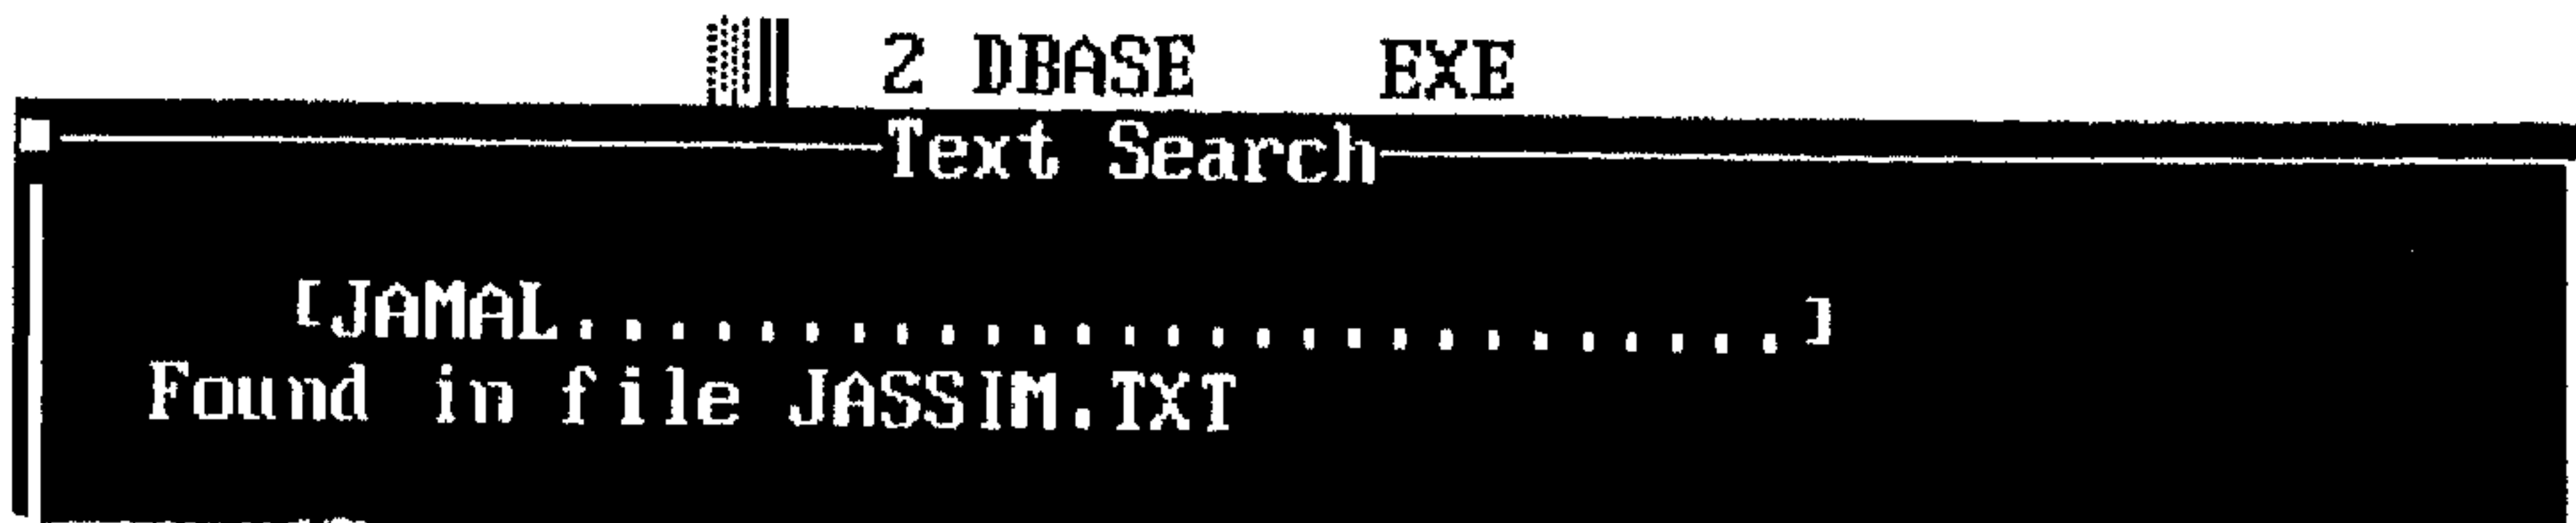 2 DBASE EXE
Text Search
[JAMAL...........................]
Found in file JASSIM.TXT